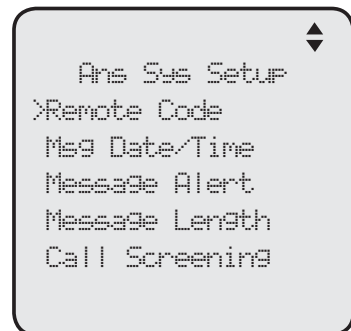 Ans Sys Setup
>Remote Code
Msg Date/Time
Message Alert
Message Length
Call Screening